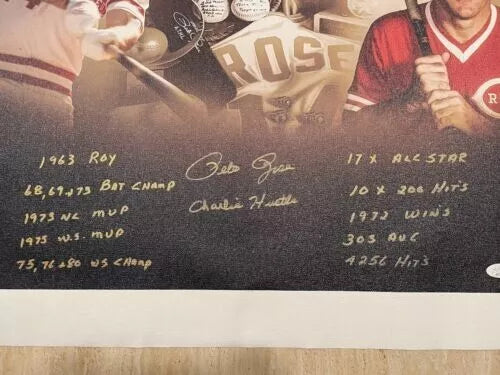 ROSE
1963 ROY
68,69,&73 BAT CHAMP
1973 NL MVP
1975 W.S. MVP
75,76&80 WS CHAMP
Pete Rose
Charlie Hustle
17 X ALL STAR
10 X 200 HITS
1972 WINS
303 AVG
4256 HITS